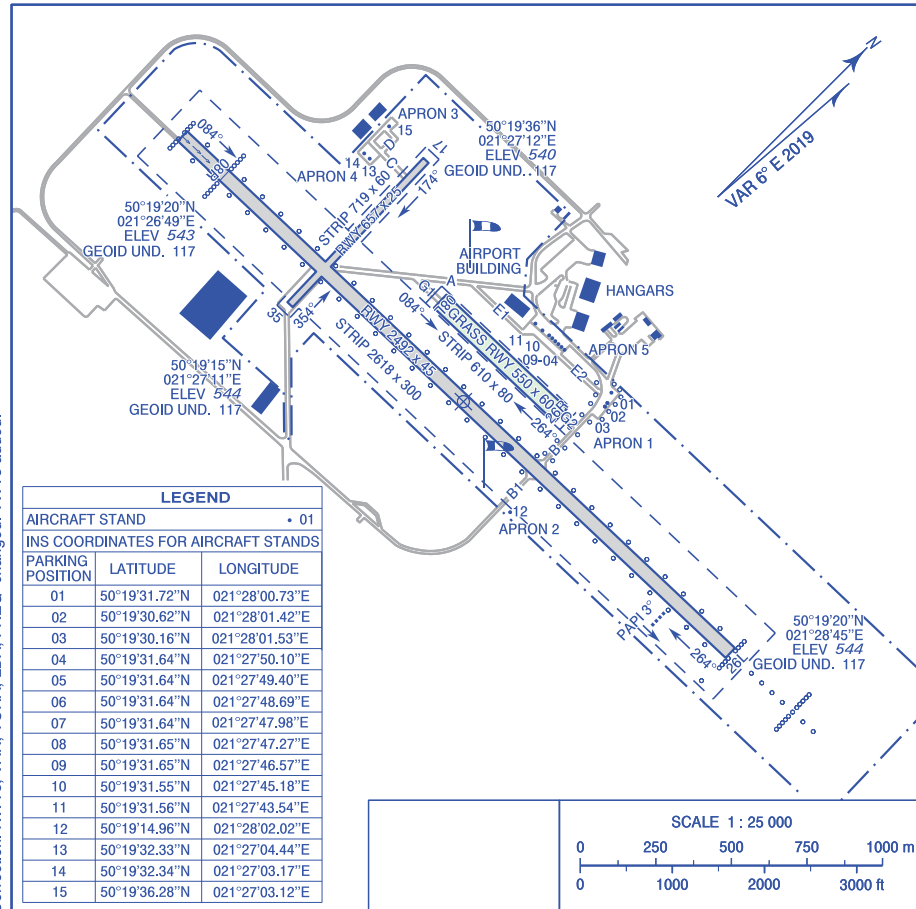 N
VAR 6° E 2019
084°
08R
APRON 3
15
14
13
APRON 4
D
C
17
174°
50°19'36"N
021°27'12"E
ELEV 540
GEOID UND. 117
STRIP 719 x 60
RWY 657 x 25
50°19'20"N
021°26'49"E
ELEV 543
GEOID UND. 117
AIRPORT
BUILDING
A
HANGARS
G1
E1
084°
08L
GRASS RWY 550 x 60
STRIP 610 x 80
11
10
09-04
APRON 5
E2
35
354°
RWY 2492 x 45
STRIP 2618 x 300
26R
G2
264°
01
02
03
APRON 1
B
50°19'15"N
021°27'11"E
ELEV 544
GEOID UND. 117
B1
12
APRON 2
PAPI 3°
264°
26L
50°19'20"N
021°28'45"E
ELEV 544
GEOID UND. 117
LEGEND
AIRCRAFT STAND • 01
INS COORDINATES FOR AIRCRAFT STANDS
PARKING POSITION LATITUDE LONGITUDE
01 50°19'31.72"N 021°28'00.73"E
02 50°19'30.62"N 021°28'01.42"E
03 50°19'30.16"N 021°28'01.53"E
04 50°19'31.64"N 021°27'50.10"E
05 50°19'31.64"N 021°27'49.40"E
06 50°19'31.64"N 021°27'48.69"E
07 50°19'31.64"N 021°27'47.98"E
08 50°19'31.65"N 021°27'47.27"E
09 50°19'31.65"N 021°27'46.57"E
10 50°19'31.55"N 021°27'45.18"E
11 50°19'31.56"N 021°27'43.54"E
12 50°19'14.96"N 021°28'02.02"E
13 50°19'32.33"N 021°27'04.44"E
14 50°19'32.34"N 021°27'03.17"E
15 50°19'36.28"N 021°27'03.12"E
SCALE 1 : 25 000
0 250 500 750 1000 m
0 1000 2000 3000 ft